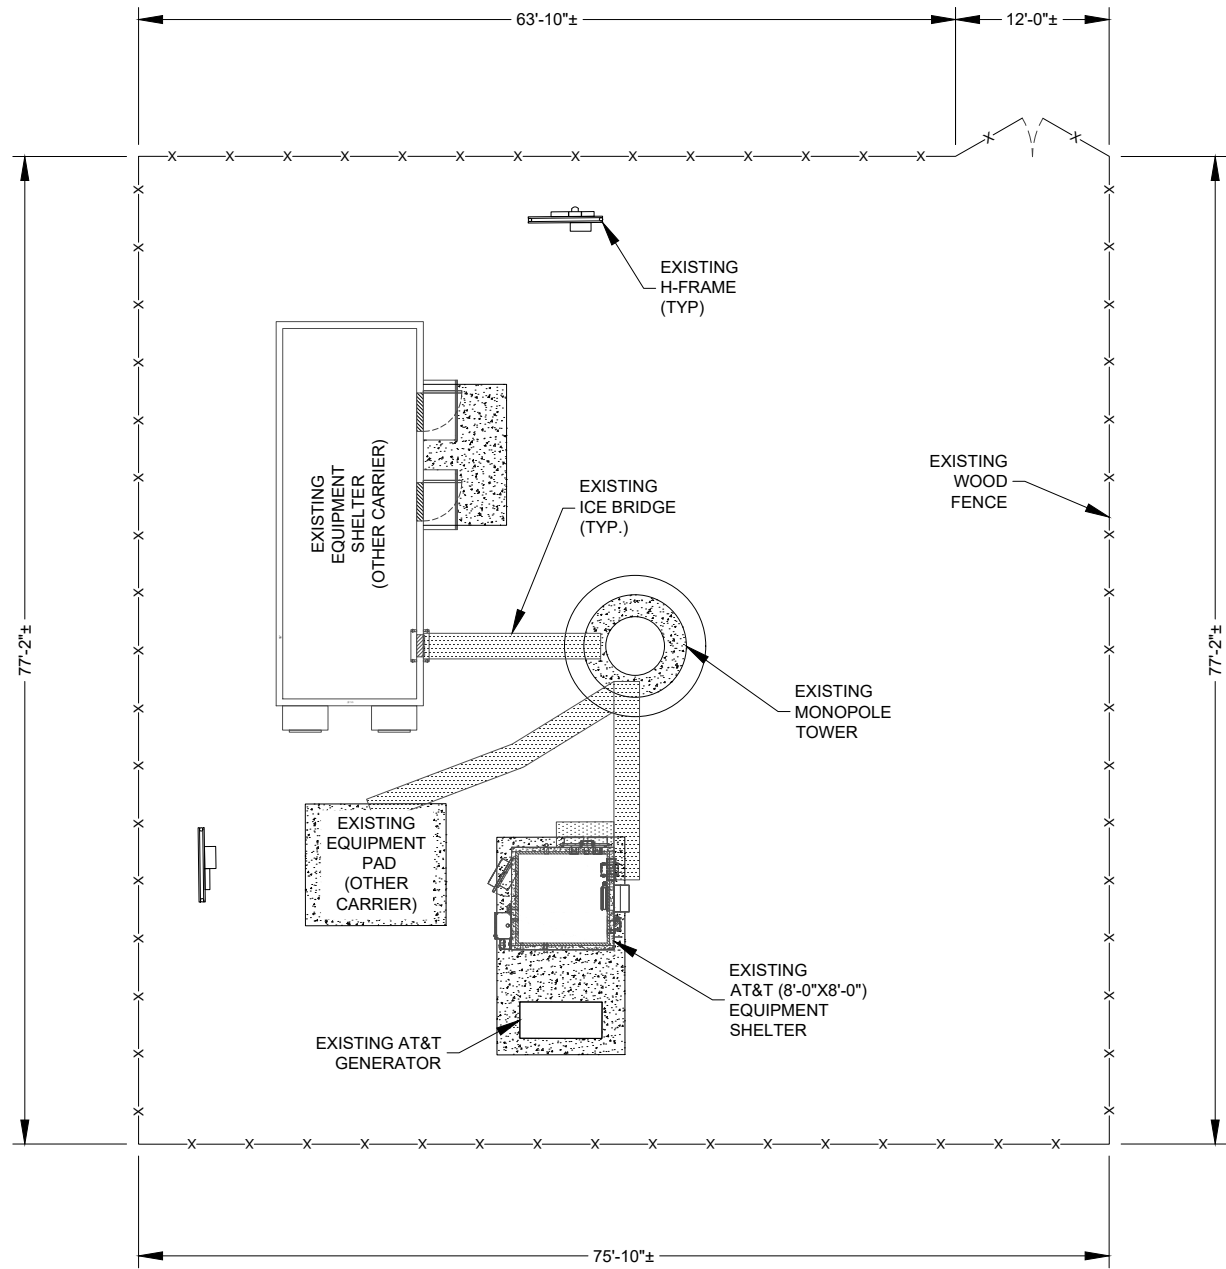 63'-10"±
12'-0"±
EXISTING
H-FRAME
(TYP)
EXISTING
EQUIPMENT
SHELTER
(OTHER CARRIER)
EXISTING
ICE BRIDGE
(TYP.)
EXISTING
WOOD
FENCE
77'-2"±
77'-2"±
EXISTING
MONOPOLE
TOWER
EXISTING
EQUIPMENT
PAD
(OTHER
CARRIER)
EXISTING
AT&T (8'-0"X8'-0")
EQUIPMENT
SHELTER
EXISTING AT&T
GENERATOR
75'-10"±